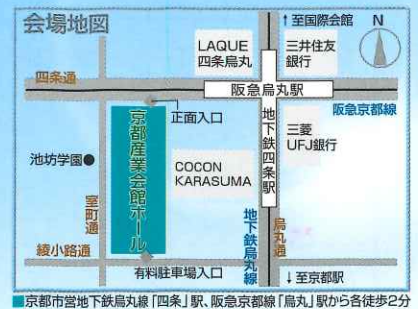 会場地図
↑至国際会館
N
LAQUE
四条烏丸
三井住友
銀行
四条通
阪急烏丸駅
阪急京都線
正面入口
地下鉄四条駅
三菱
UFJ銀行
京都産業会館ホール
池坊学園●
COCON
KARASUMA
室町通
地下鉄烏丸線
烏丸通
綾小路通
有料駐車場入口
↓至京都駅
■京都市営地下鉄烏丸線「四条」駅、阪急京都線「烏丸」駅から各徒歩2分